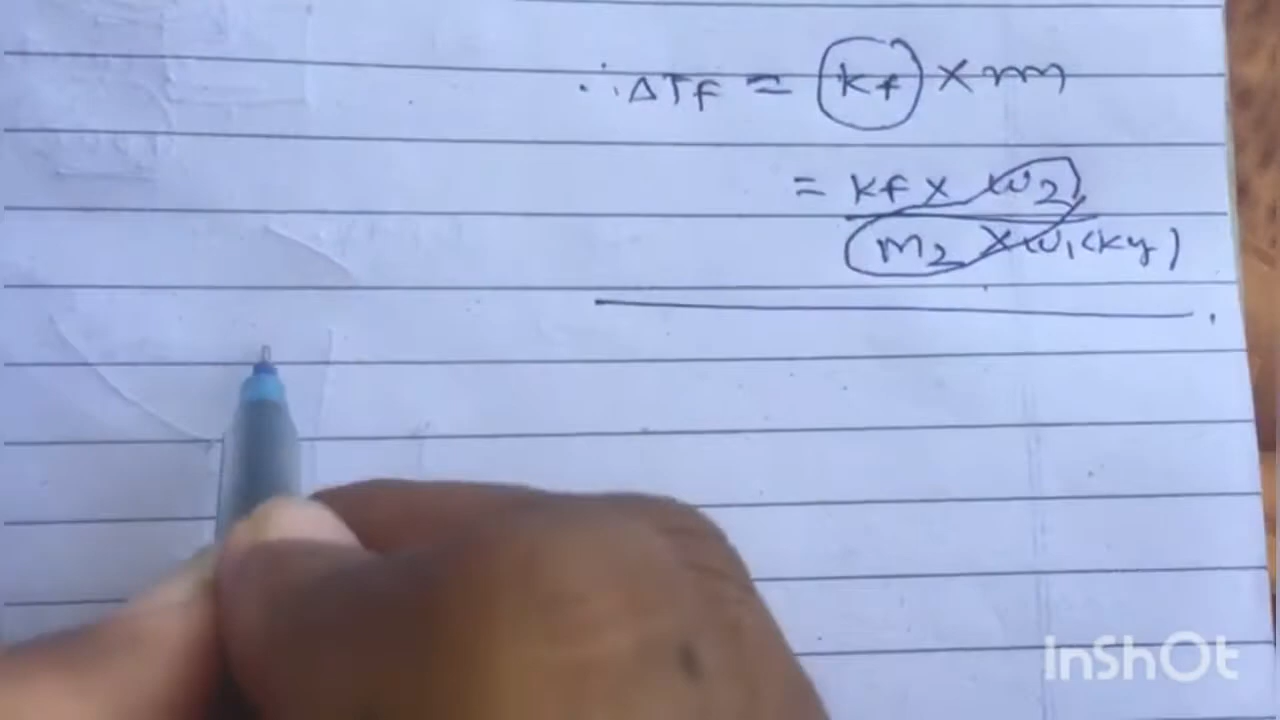 ∴ ΔTf = kf × m
= kf × w2
m2 × w1(kg)
InShOt